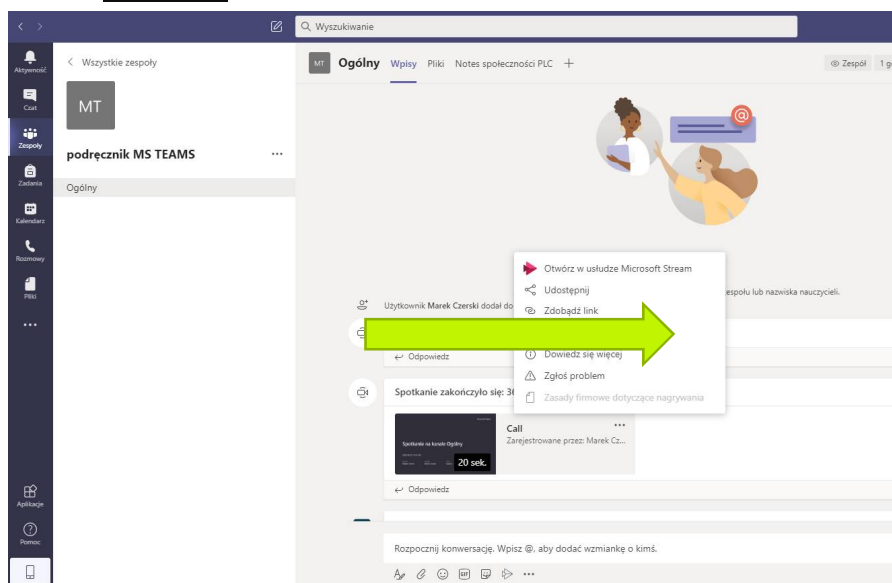 Wyszukiwanie
Aktywność
Czat
Zespoły
Zadania
Kalendarz
Rozmowy
Pliki
Aplikacje
Pomoc
Wszystkie zespoły
MT
podręcznik MS TEAMS
Ogólny
MT Ogólny Wpisy Pliki Notes społeczności PLC
Zespół
Otwórz w usłudze Microsoft Stream
Udostępnij
Zdobądź link
Dowiedz się więcej
Zgłoś problem
Zasady firmowe dotyczące nagrywania
lub nazwiska nauczycieli.
Użytkownik Marek Czerski dodał
Odpowiedz
Spotkanie zakończyło się:
Spotkanie na kanale Ogólny
20 sek.
Call
Zarejestrowane przez: Marek Cz...
Odpowiedz
Rozpocznij konwersację. Wpisz @, aby dodać wzmiankę o kimś.
GIF